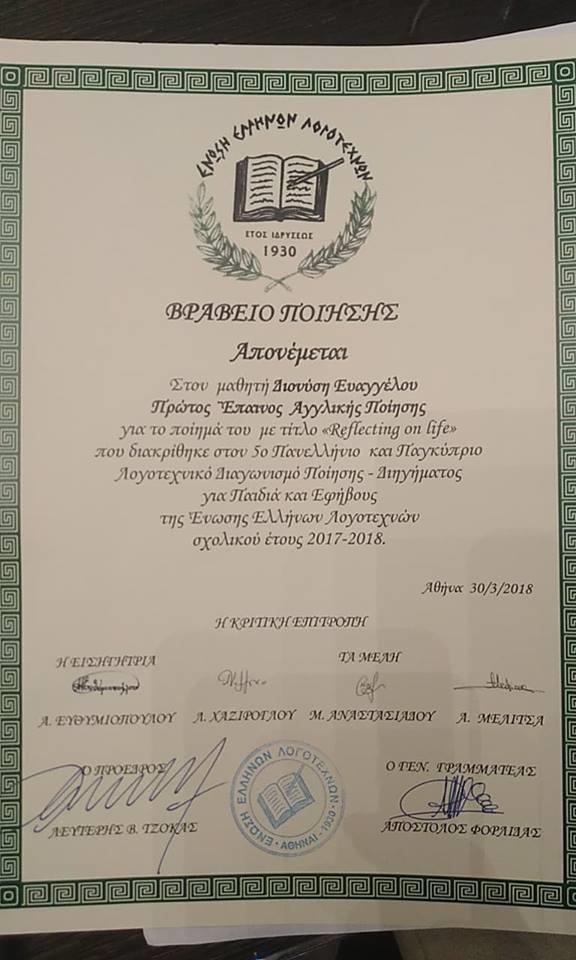 ΕΝΩΣΗ ΕΛΛΗΝΩΝ ΛΟΓΟΤΕΧΝΩΝ
ΕΤΟΣ ΙΔΡΥΣΕΩΣ
1930
ΒΡΑΒΕΙΟ ΠΟΙΗΣΗΣ
Απονέμεται
Στον μαθητή Διονύση Ευαγγέλου
Πρώτος Έπαινος Αγγλικής Ποίησης
για το ποίημά του με τίτλο «Reflecting on life»
που διακρίθηκε στον 5ο Πανελλήνιο και Παγκύπριο
Λογοτεχνικό Διαγωνισμό Ποίησης - Διηγήματος
για Παιδιά και Εφήβους
της Ένωσης Ελλήνων Λογοτεχνών
σχολικού έτους 2017-2018.
Αθήνα 30/3/2018
Η ΚΡΙΤΙΚΗ ΕΠΙΤΡΟΠΗ
Η ΕΙΣΗΓΗΤΡΙΑ ΤΑ ΜΕΛΗ
Α. ΕΥΘΥΜΙΟΠΟΥΛΟΥ Λ. ΧΑΖΙΡΟΓΛΟΥ Μ. ΑΝΑΣΤΑΣΙΑΔΟΥ Λ. ΜΕΛΙΤΣΑ
Ο ΠΡΟΕΔΡΟΣ Ο ΓΕΝ. ΓΡΑΜΜΑΤΕΑΣ
ΛΕΥΤΕΡΗΣ Β. ΤΖΟΚΑΣ ΑΠΟΣΤΟΛΟΣ ΦΟΡΛΙΔΑΣ
ΕΝΩΣΗ ΕΛΛΗΝΩΝ ΛΟΓΟΤΕΧΝΩΝ · ΑΘΗΝΑΙ - 1930 ·